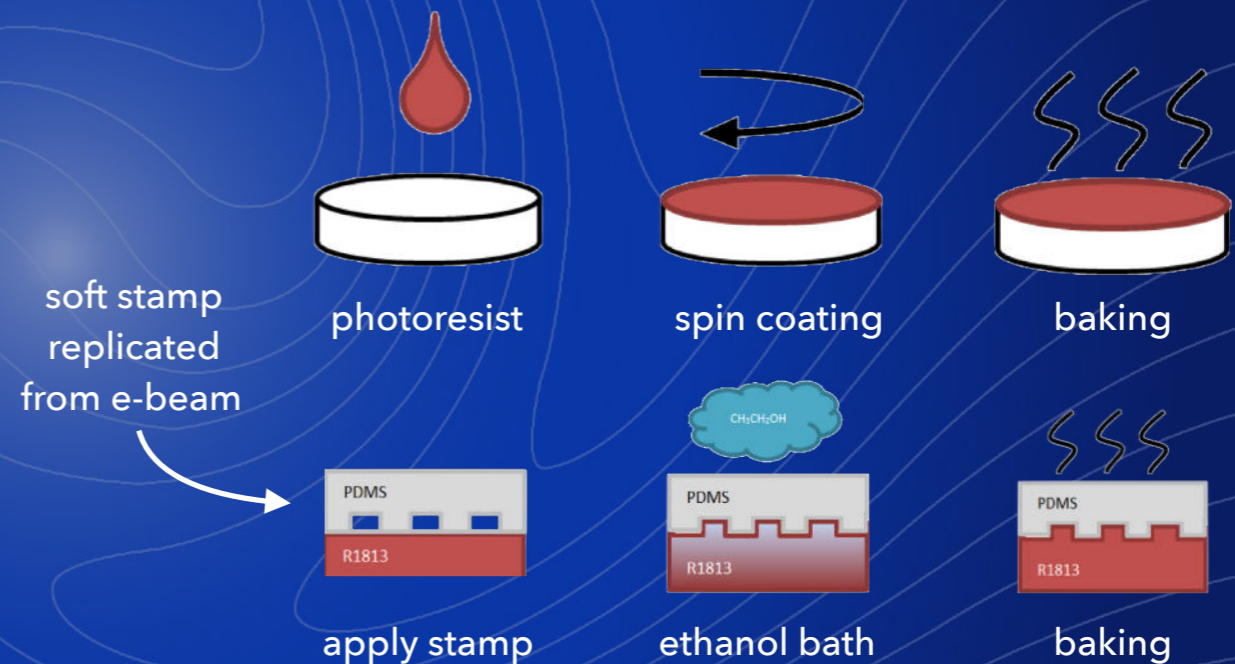 photoresist
spin coating
baking
soft stamp
replicated
from e-beam
PDMS
R1813
apply stamp
CH₃CH₂OH
PDMS
R1813
ethanol bath
PDMS
R1813
baking